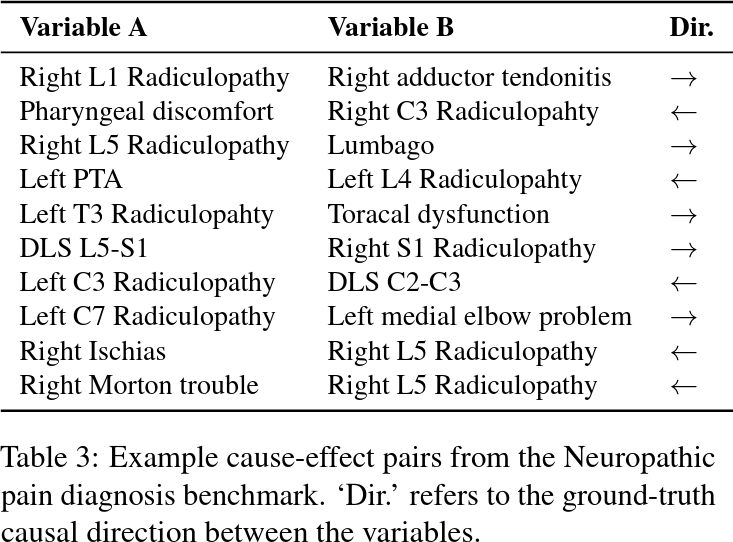 Variable A Variable B Dir.
Right L1 Radiculopathy Right adductor tendonitis →
Pharyngeal discomfort Right C3 Radiculopahty ←
Right L5 Radiculopathy Lumbago →
Left PTA Left L4 Radiculopahty ←
Left T3 Radiculopahty Toracal dysfunction →
DLS L5-S1 Right S1 Radiculopathy →
Left C3 Radiculopathy DLS C2-C3 ←
Left C7 Radiculopathy Left medial elbow problem →
Right Ischias Right L5 Radiculopathy ←
Right Morton trouble Right L5 Radiculopathy ←
Table 3: Example cause-effect pairs from the Neuropathic
pain diagnosis benchmark. ‘Dir.’ refers to the ground-truth
causal direction between the variables.